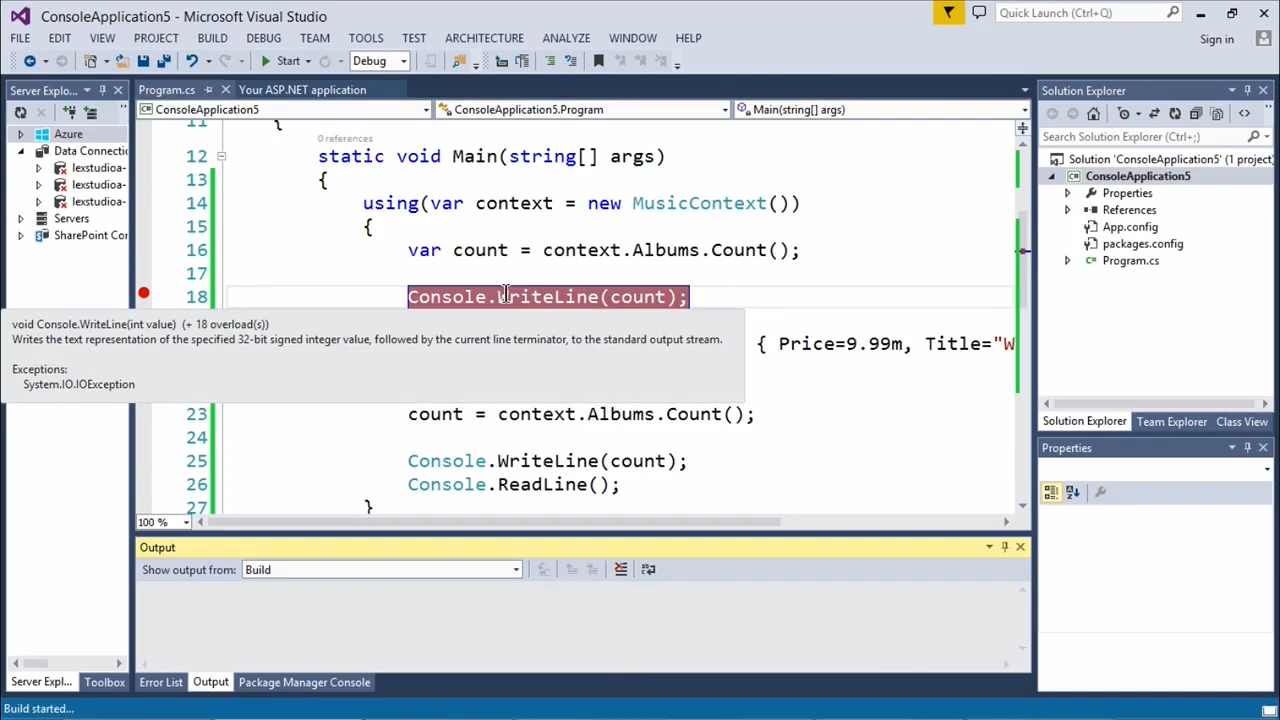 ConsoleApplication5 - Microsoft Visual Studio
Quick Launch (Ctrl+Q)
FILE EDIT VIEW PROJECT BUILD DEBUG TEAM TOOLS TEST ARCHITECTURE ANALYZE WINDOW HELP
Sign in
Start Debug
Server Explo...
Azure
Data Connectic
lexstudioa-
lexstudioa-
lexstudioa-
Servers
SharePoint Cor
Server Expl... Toolbox
Program.cs Your ASP.NET application
ConsoleApplication5 ConsoleApplication5.Program Main(string[] args)
11 {
0 references
12 static void Main(string[] args)
13 {
14 using(var context = new MusicContext())
15 {
16 var count = context.Albums.Count();
17
18 Console.WriteLine(count);
void Console.WriteLine(int value) (+ 18 overload(s))
Writes the text representation of the specified 32-bit signed integer value, followed by the current line terminator, to the standard output stream.
Exceptions:
System.IO.IOException
{ Price=9.99m, Title="W
23 count = context.Albums.Count();
24
25 Console.WriteLine(count);
26 Console.ReadLine();
27 }
100 %
Output
Show output from: Build
Error List Output Package Manager Console
Solution Explorer
Search Solution Explorer (Ctrl+;)
Solution 'ConsoleApplication5' (1 project)
ConsoleApplication5
Properties
References
App.config
packages.config
Program.cs
Solution Explorer Team Explorer Class View
Properties
Build started...